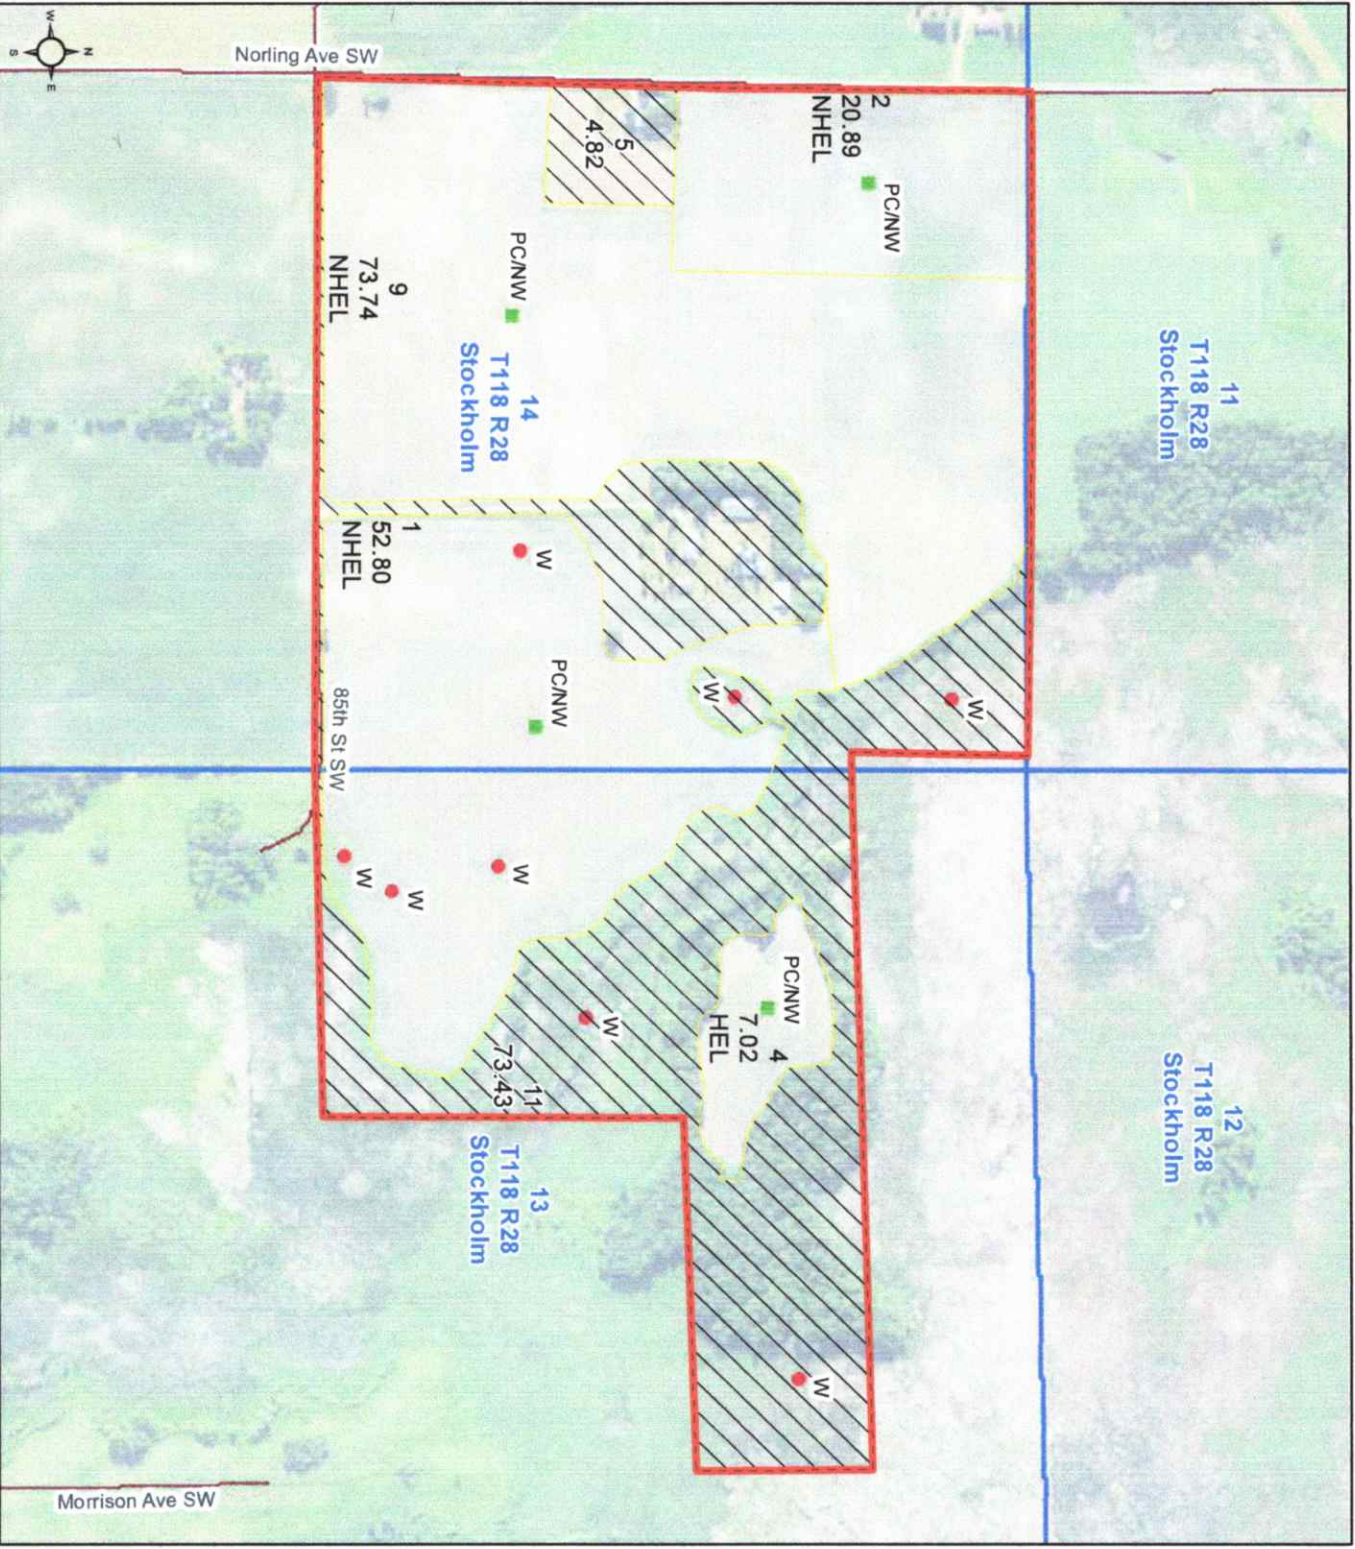 Norling Ave SW
N
W
E
S
2
20.89
NHEL
PC/NW
5
4.82
9
73.74
NHEL
PC/NW
14
T118 R28
Stockholm
11
T118 R28
Stockholm
1
52.80
NHEL
W
PC/NW
W
W
85th St SW
W
W
W
W
PC/NW
4
7.02
HEL
11
73.43
12
T118 R28
Stockholm
13
T118 R28
Stockholm
W
Morrison Ave SW